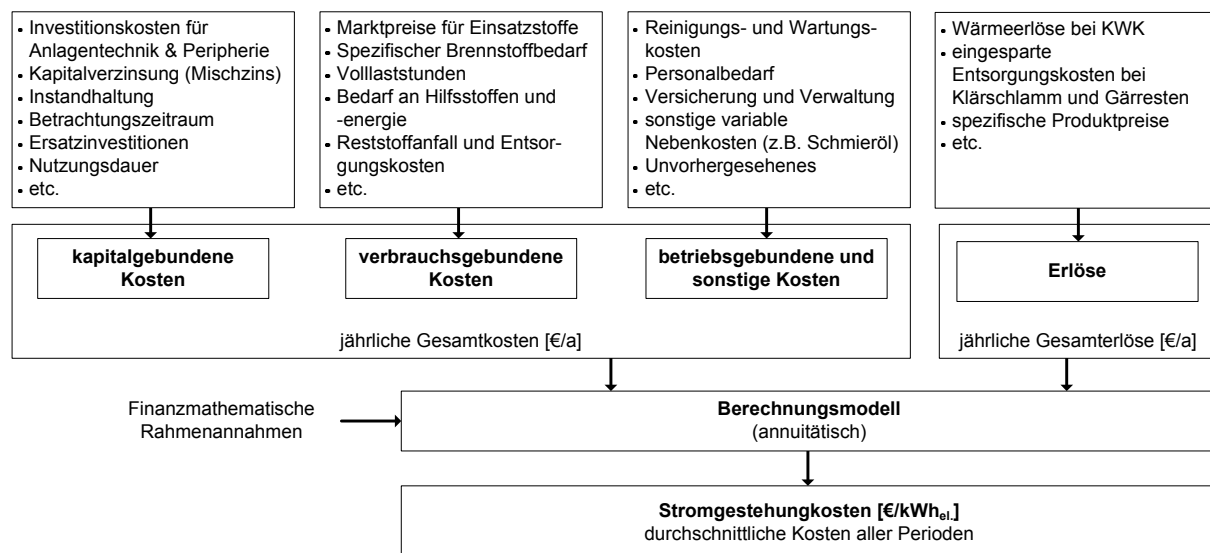 • Investitionskosten für
Anlagentechnik & Peripherie
• Kapitalverzinsung (Mischzins)
• Instandhaltung
• Betrachtungszeitraum
• Ersatzinvestitionen
• Nutzungsdauer
• etc.
• Marktpreise für Einsatzstoffe
• Spezifischer Brennstoffbedarf
• Volllaststunden
• Bedarf an Hilfsstoffen und
-energie
• Reststoffanfall und Entsor-
gungskosten
• etc.
• Reinigungs- und Wartungs-
kosten
• Personalbedarf
• Versicherung und Verwaltung
• sonstige variable
Nebenkosten (z.B. Schmieröl)
• Unvorhergesehenes
• etc.
• Wärmeerlöse bei KWK
• eingesparte
Entsorgungskosten bei
Klärschlamm und Gärresten
• spezifische Produktpreise
• etc.
kapitalgebundene
Kosten
verbrauchsgebundene
Kosten
betriebsgebundene und
sonstige Kosten
Erlöse
jährliche Gesamtkosten [€/a]
jährliche Gesamterlöse [€/a]
Finanzmathematische
Rahmenannahmen
Berechnungsmodell
(annuitätisch)
Stromgestehungkosten [€/kWhel.]
durchschnittliche Kosten aller Perioden